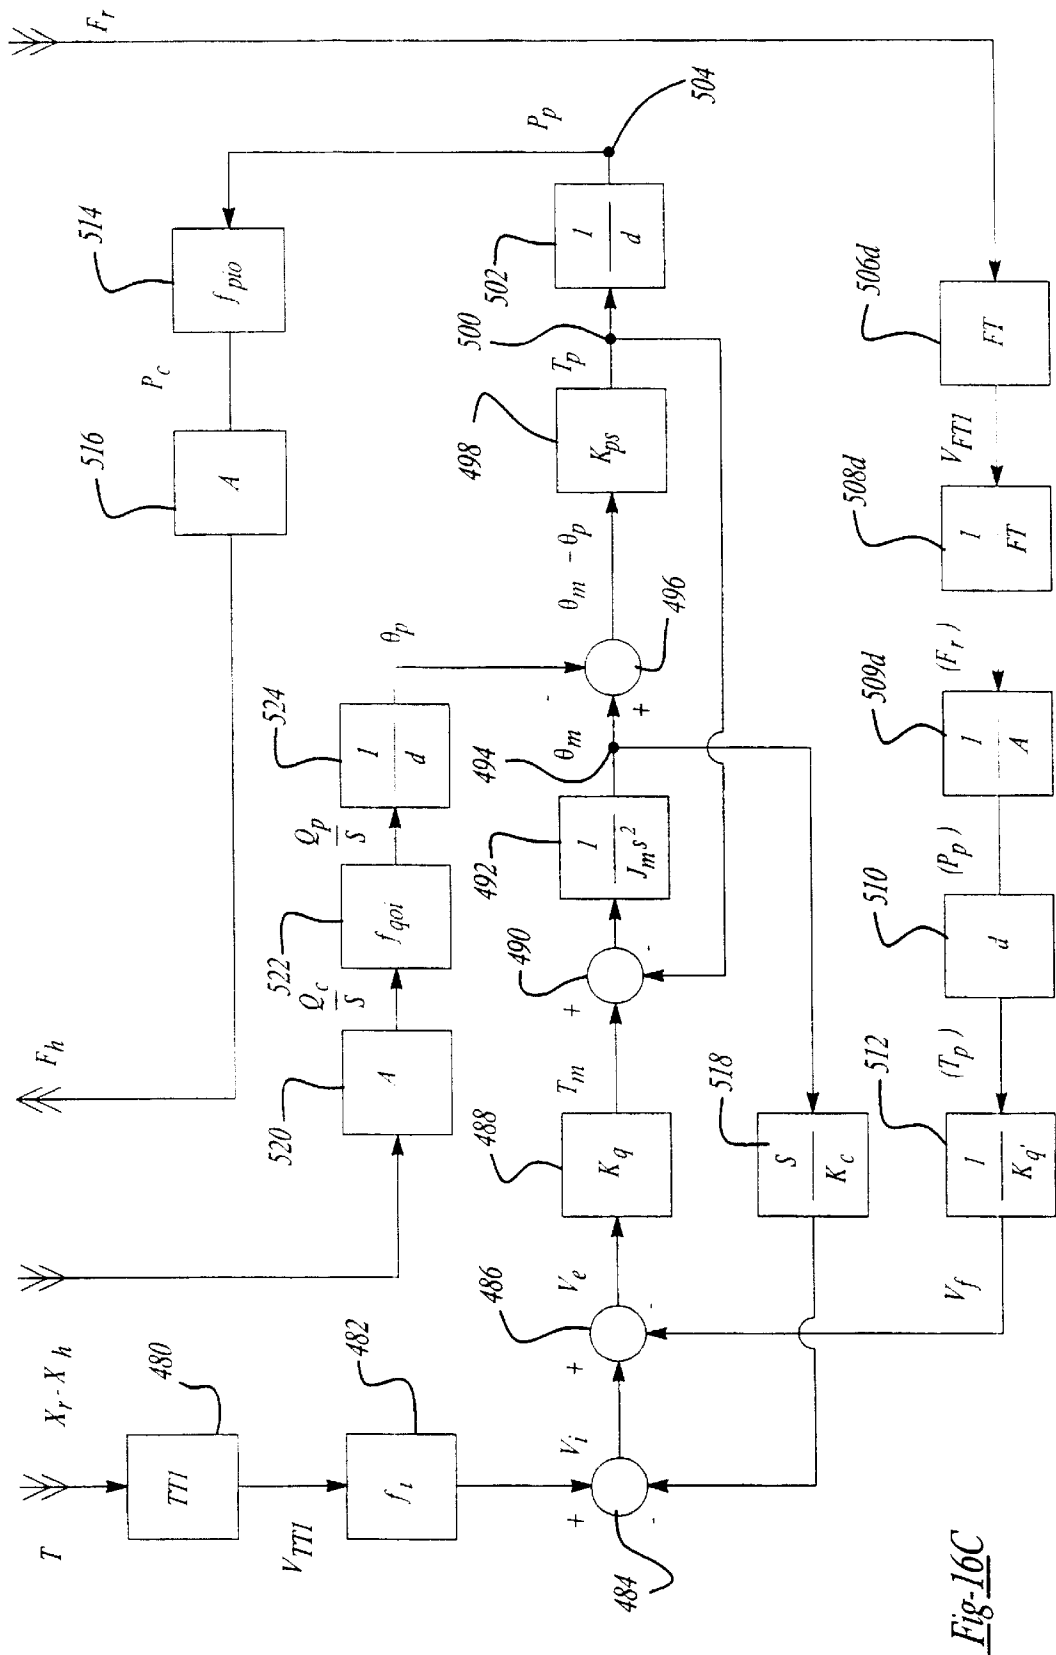 T
X_r - X_h
TT1
480
V_TT1
f_1
482
+
-
484
V_i
+
-
486
V_e
K_q
488
T_m
+
-
490
1
J_m s^2
492
θ_m
494
+
-
496
θ_m - θ_p
K_ps
498
T_p
500
1
d
502
P_p
504
F_h
A
520
Q_c
S
f_qoi
522
Q_p
S
1
d
524
θ_p
A
516
P_c
f_pio
514
S
K_c
518
F_r
FT
506d
V_FT1
1
FT
508d
(F_r)
1
A
509d
(P_p)
d
510
(T_p)
1
K_q'
512
V_f
Fig-16C